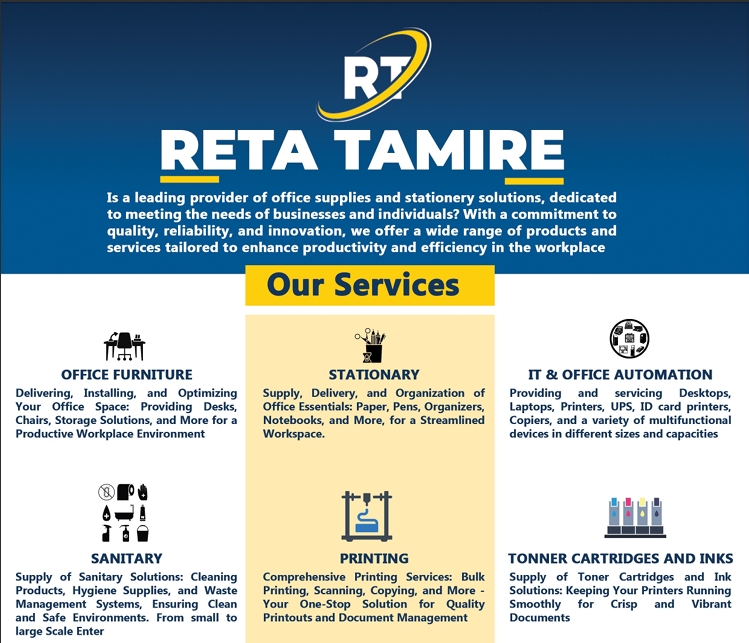 RT
RETA TAMIRE
Is a leading provider of office supplies and stationery solutions, dedicated
to meeting the needs of businesses and individuals? With a commitment to
quality, reliability, and innovation, we offer a wide range of products and
services tailored to enhance productivity and efficiency in the workplace
Our Services
OFFICE FURNITURE
Delivering, Installing, and Optimizing
Your Office Space: Providing Desks,
Chairs, Storage Solutions, and More for a
Productive Workplace Environment
STATIONARY
Supply, Delivery, and Organization of
Office Essentials: Paper, Pens, Organizers,
Notebooks, and More, for a Streamlined
Workspace.
IT & OFFICE AUTOMATION
Providing and servicing Desktops,
Laptops, Printers, UPS, ID card printers,
Copiers, and a variety of multifunctional
devices in different sizes and capacities
SANITARY
Supply of Sanitary Solutions: Cleaning
Products, Hygiene Supplies, and Waste
Management Systems, Ensuring Clean
and Safe Environments. From small to
large Scale Enter
PRINTING
Comprehensive Printing Services: Bulk
Printing, Scanning, Copying, and More -
Your One-Stop Solution for Quality
Printouts and Document Management
TONNER CARTRIDGES AND INKS
Supply of Toner Cartridges and Ink
Solutions: Keeping Your Printers Running
Smoothly for Crisp and Vibrant
Documents